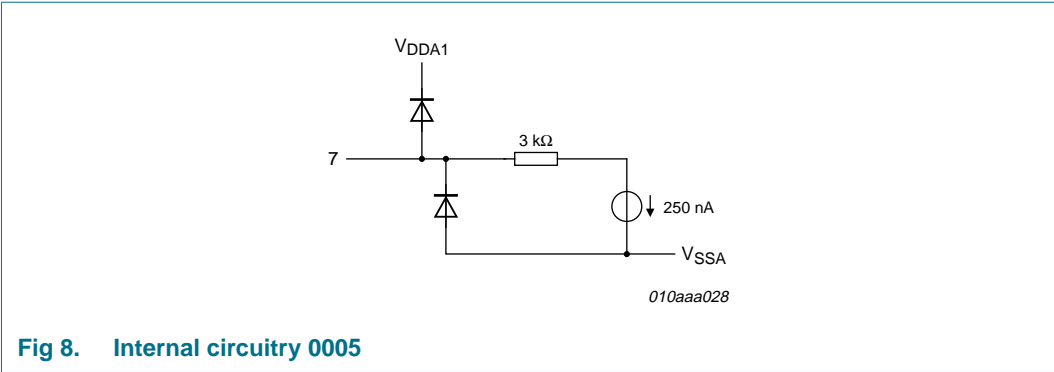 VDDA1
7
3 kΩ
250 nA
VSSA
010aaa028
Fig 8. Internal circuitry 0005